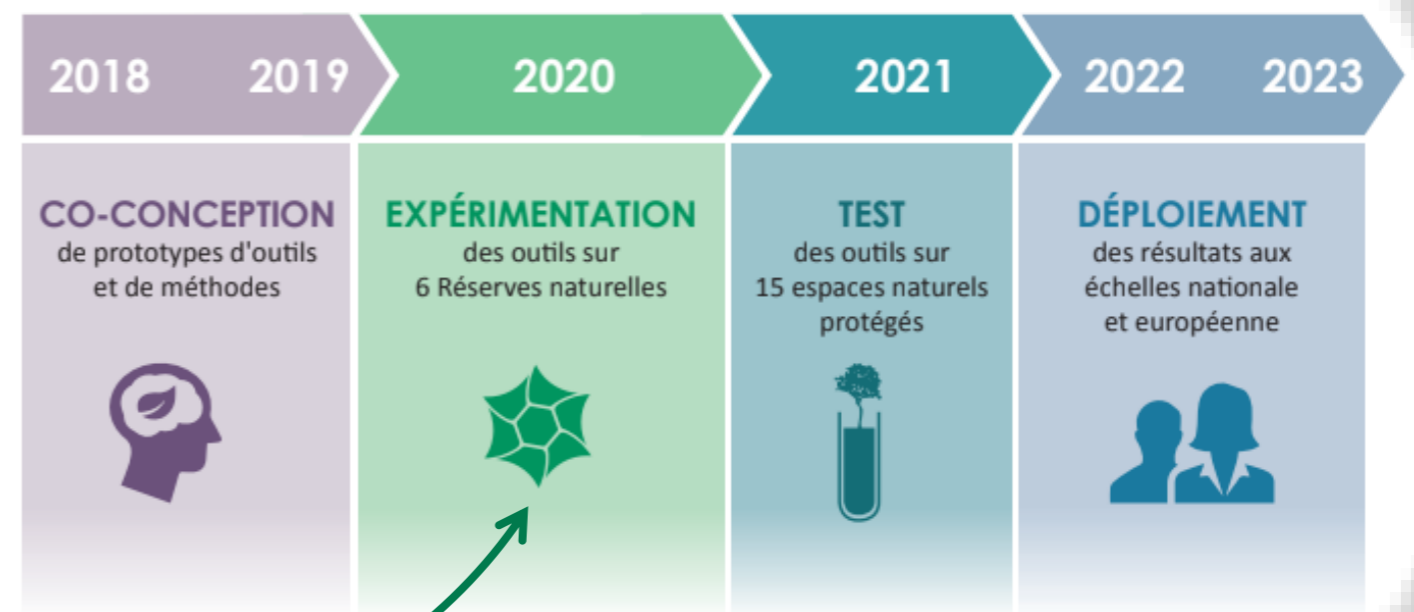 2018 2019
2020
2021
2022 2023
CO-CONCEPTION
de prototypes d'outils
et de méthodes
EXPÉRIMENTATION
des outils sur
6 Réserves naturelles
TEST
des outils sur
15 espaces naturels
protégés
DÉPLOIEMENT
des résultats aux
échelles nationale
et européenne